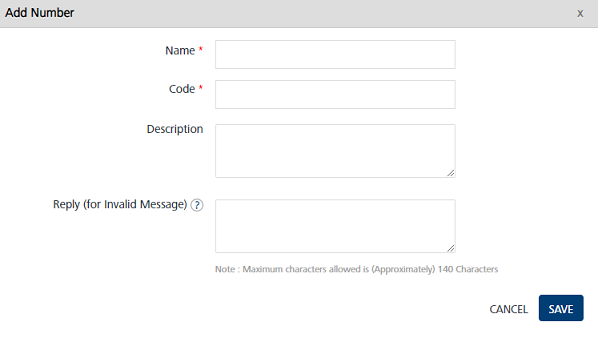 Add Number x
Name *
Code *
Description
Reply (for Invalid Message) ?
Note : Maximum characters allowed is (Approximately) 140 Characters
CANCEL SAVE